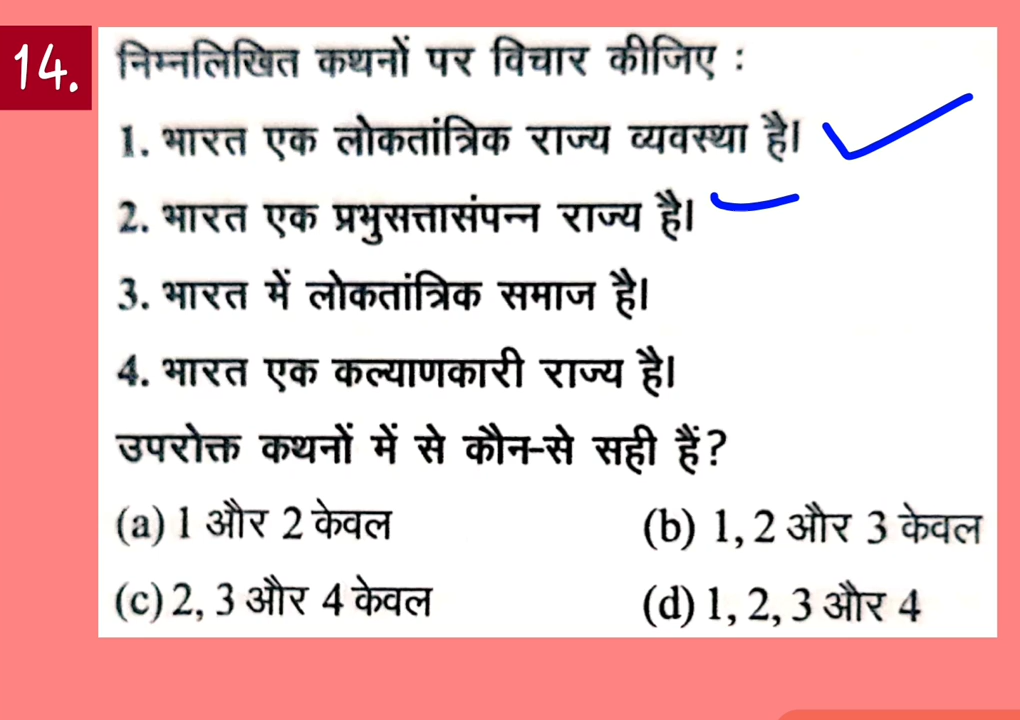 14.
निम्नलिखित कथनों पर विचार कीजिए :
1. भारत एक लोकतांत्रिक राज्य व्यवस्था है।
2. भारत एक प्रभुसत्तासंपन्न राज्य है।
3. भारत में लोकतांत्रिक समाज है।
4. भारत एक कल्याणकारी राज्य है।
उपरोक्त कथनों में से कौन-से सही हैं?
(a) 1 और 2 केवल (b) 1, 2 और 3 केवल
(c) 2, 3 और 4 केवल (d) 1, 2, 3 और 4